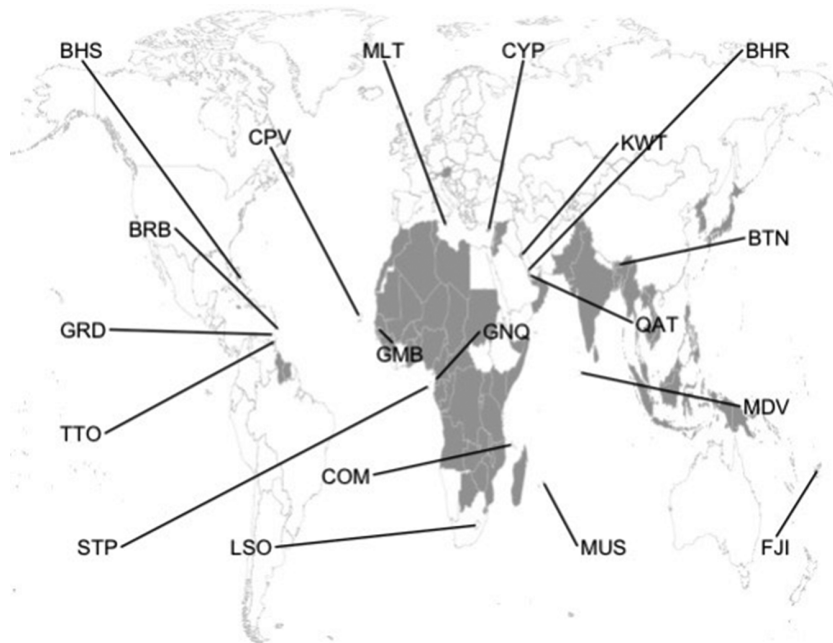 BHS
MLT
CYP
BHR
CPV
KWT
BRB
BTN
GRD
GMB
GNQ
QAT
TTO
MDV
COM
STP
LSO
MUS
FJI